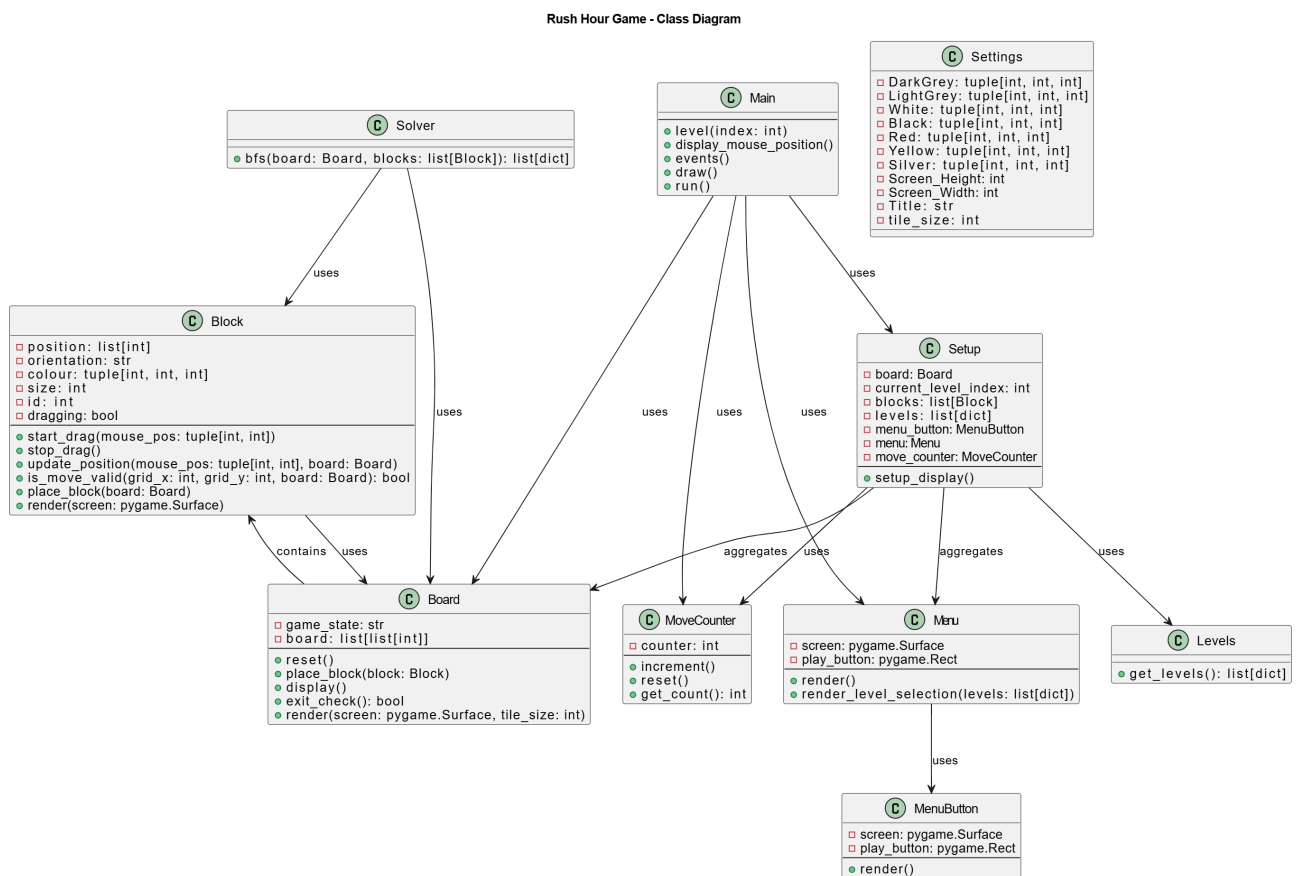 Rush Hour Game - Class Diagram
C Settings
DarkGrey: tuple[int, int, int]
LightGrey: tuple[int, int, int]
White: tuple[int, int, int]
Black: tuple[int, int, int]
Red: tuple[int, int, int]
Yellow: tuple[int, int, int]
Silver: tuple[int, int, int]
Screen_Height: int
Screen_Width: int
Title: str
tile_size: int
C Main
level(index: int)
display_mouse_position()
events()
draw()
run()
C Solver
bfs(board: Board, blocks: list[Block]): list[dict]
uses
uses
C Block
position: list[int]
orientation: str
colour: tuple[int, int, int]
size: int
id: int
dragging: bool
start_drag(mouse_pos: tuple[int, int])
stop_drag()
update_position(mouse_pos: tuple[int, int], board: Board)
is_move_valid(grid_x: int, grid_y: int, board: Board): bool
place_block(board: Board)
render(screen: pygame.Surface)
C Setup
board: Board
current_level_index: int
blocks: list[Block]
levels: list[dict]
menu_button: MenuButton
menu: Menu
move_counter: MoveCounter
setup_display()
uses
uses
uses
uses
contains
uses
aggregates
uses
aggregates
uses
C Board
game_state: str
board: list[list[int]]
reset()
place_block(block: Block)
display()
exit_check(): bool
render(screen: pygame.Surface, tile_size: int)
C MoveCounter
counter: int
increment()
reset()
get_count(): int
C Menu
screen: pygame.Surface
play_button: pygame.Rect
render()
render_level_selection(levels: list[dict])
C Levels
get_levels(): list[dict]
uses
C MenuButton
screen: pygame.Surface
play_button: pygame.Rect
render()